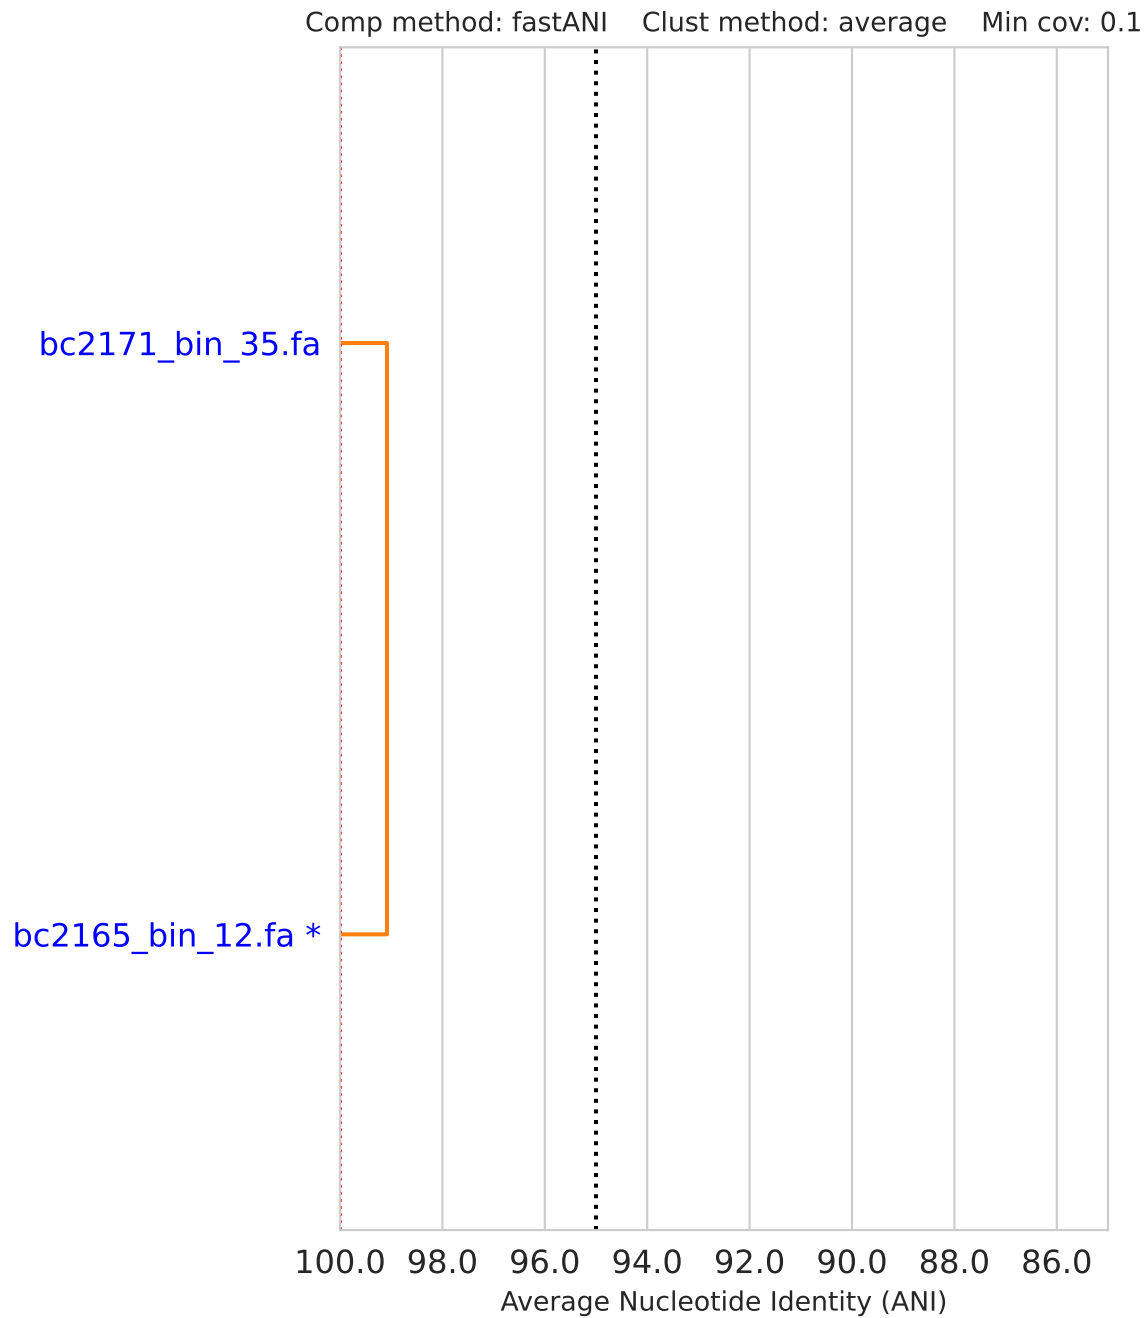 Comp method: fastANI    Clust method: average    Min cov: 0.1
bc2171_bin_35.fa
bc2165_bin_12.fa *
100.0 98.0 96.0 94.0 92.0 90.0 88.0 86.0
Average Nucleotide Identity (ANI)